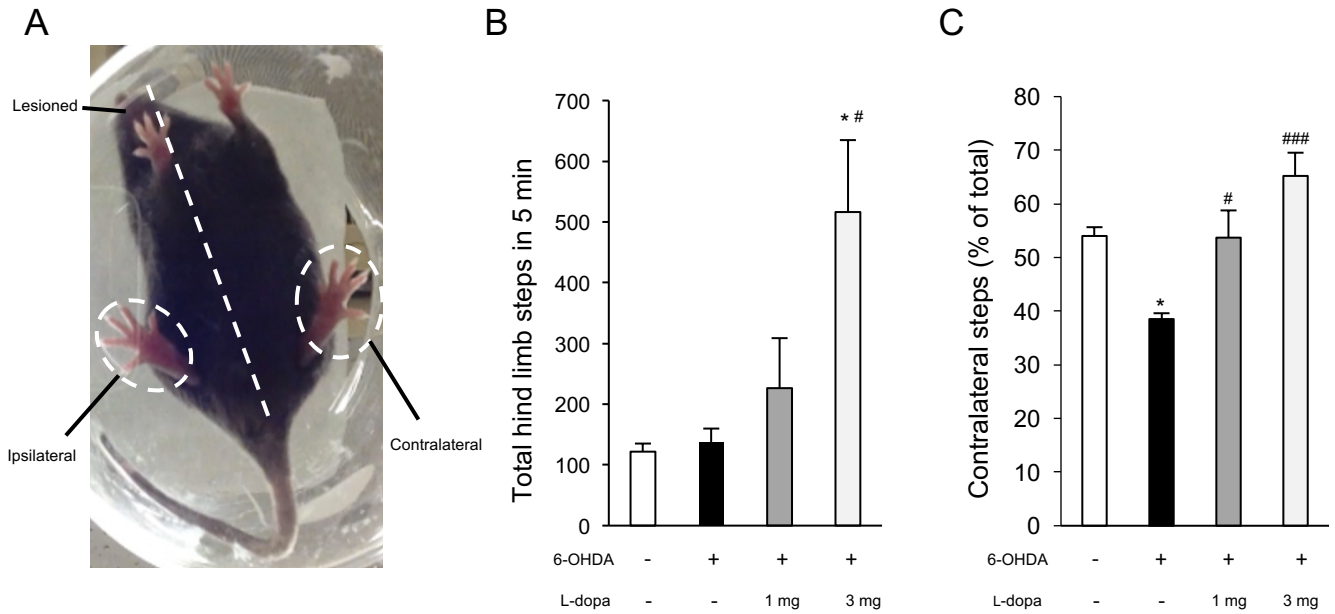 A
Lesioned
Ipsilateral
Contralateral
B
Total hind limb steps in 5 min
700
600
500
400
300
200
100
0
* #
6-OHDA - + + +
L-dopa - - 1 mg 3 mg
C
Contralateral steps (% of total)
80
70
60
50
40
30
20
10
0
*
#
###
6-OHDA - + + +
L-dopa - - 1 mg 3 mg